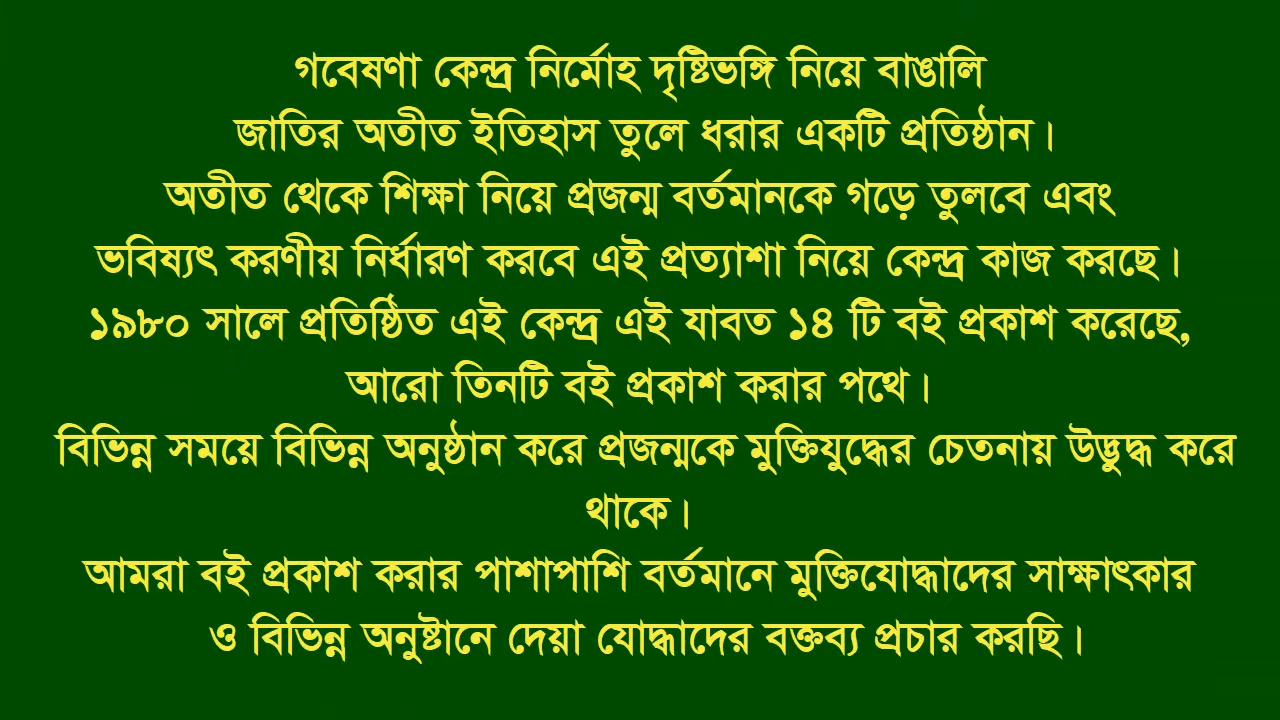 গবেষণা কেন্দ্র নির্মোহ দৃষ্টিভঙ্গি নিয়ে বাঙালি
জাতির অতীত ইতিহাস তুলে ধরার একটি প্রতিষ্ঠান।
অতীত থেকে শিক্ষা নিয়ে প্রজন্ম বর্তমানকে গড়ে তুলবে এবং
ভবিষ্যৎ করণীয় নির্ধারণ করবে এই প্রত্যাশা নিয়ে কেন্দ্র কাজ করছে।
১৯৮০ সালে প্রতিষ্ঠিত এই কেন্দ্র এই যাবত ১৪ টি বই প্রকাশ করেছে,
আরো তিনটি বই প্রকাশ করার পথে।
বিভিন্ন সময়ে বিভিন্ন অনুষ্ঠান করে প্রজন্মকে মুক্তিযুদ্ধের চেতনায় উদ্ভুদ্ধ করে
থাকে।
আমরা বই প্রকাশ করার পাশাপাশি বর্তমানে মুক্তিযোদ্ধাদের সাক্ষাৎকার
ও বিভিন্ন অনুষ্টানে দেয়া যোদ্ধাদের বক্তব্য প্রচার করছি।